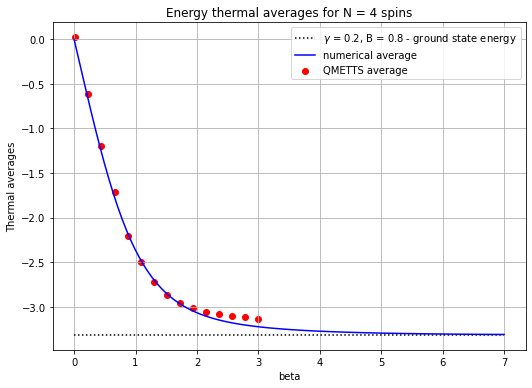 Energy thermal averages for N = 4 spins
γ = 0.2, B = 0.8 - ground state energy
numerical average
QMETTS average
Thermal averages
0.0
−0.5
−1.0
−1.5
−2.0
−2.5
−3.0
0 1 2 3 4 5 6 7
beta